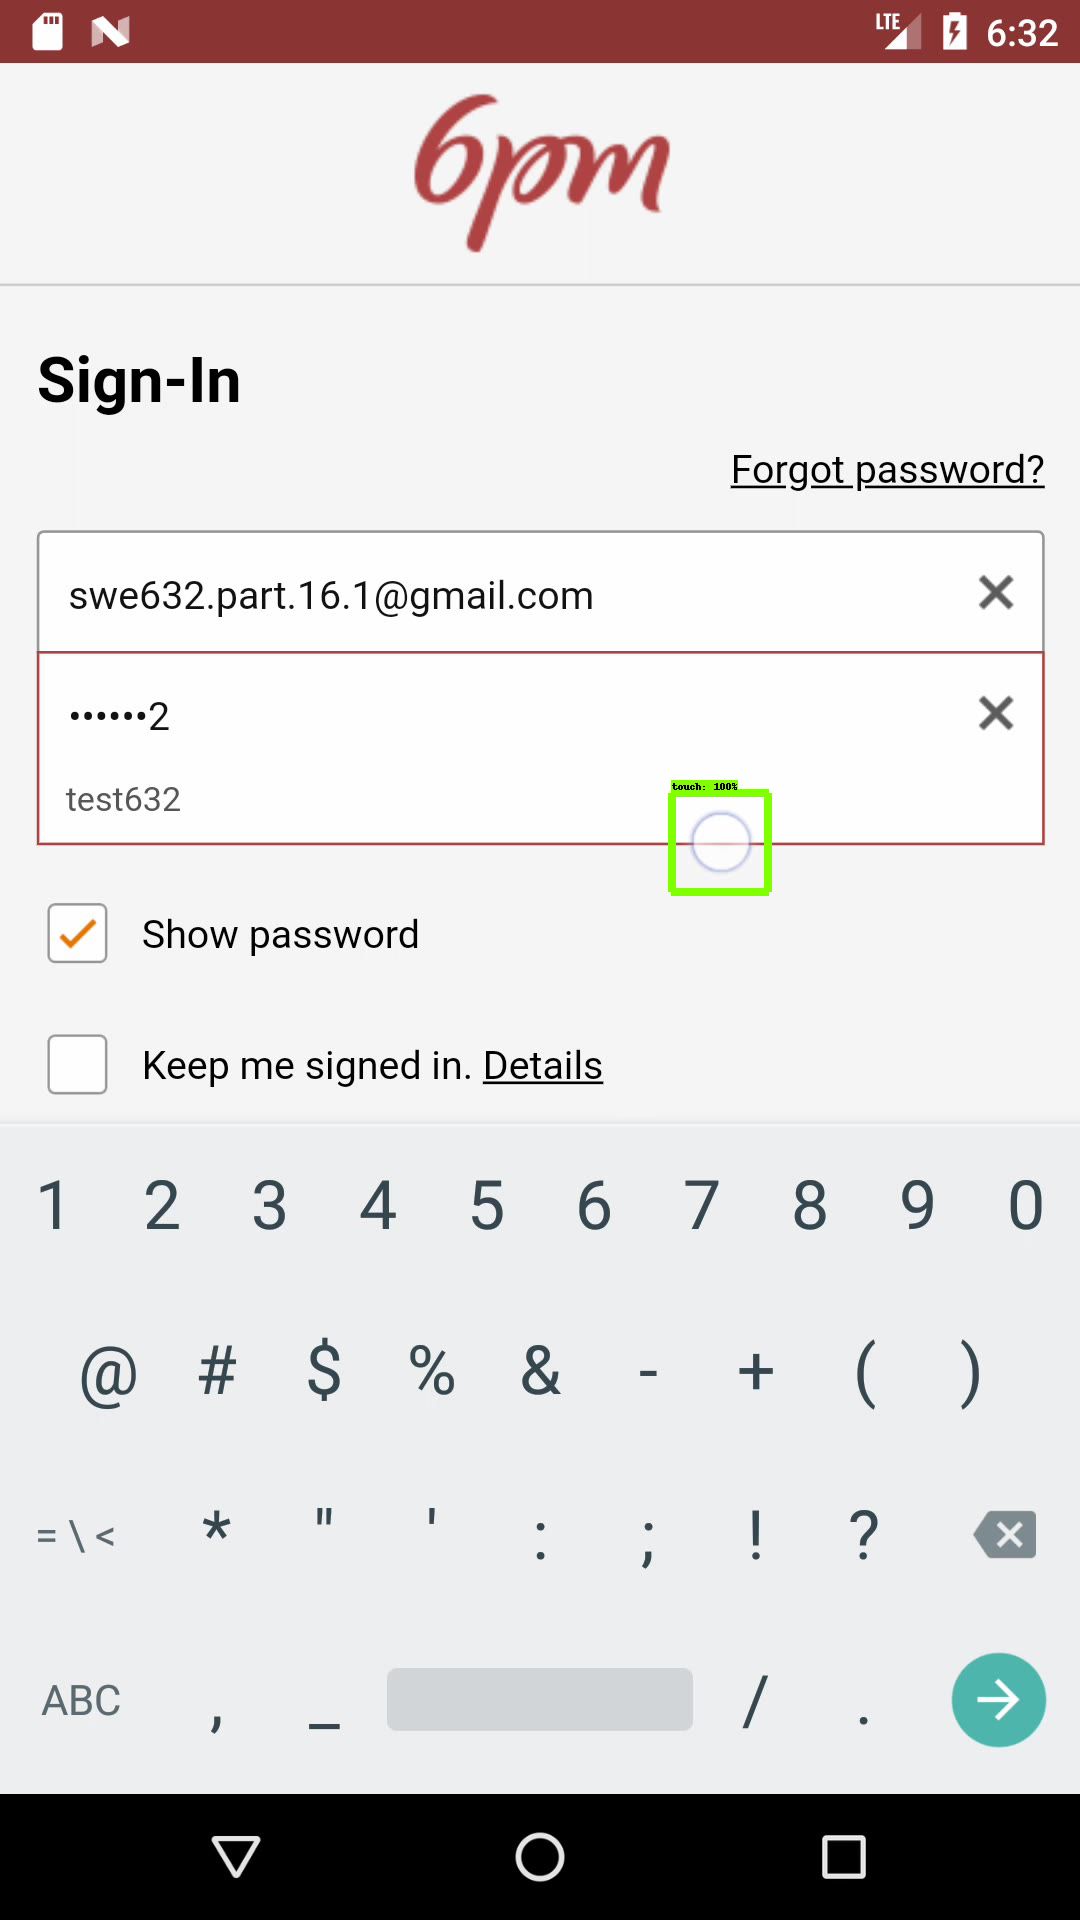 LTE 6:32
6pm
Sign-In
Forgot password?
swe632.part.16.1@gmail.com
••••••2
test632
touch: 100%
Show password
Keep me signed in. Details
1 2 3 4 5 6 7 8 9 0
@ # $ % & - + ( )
= \ < * " ' : ; ! ?
ABC , _ / .